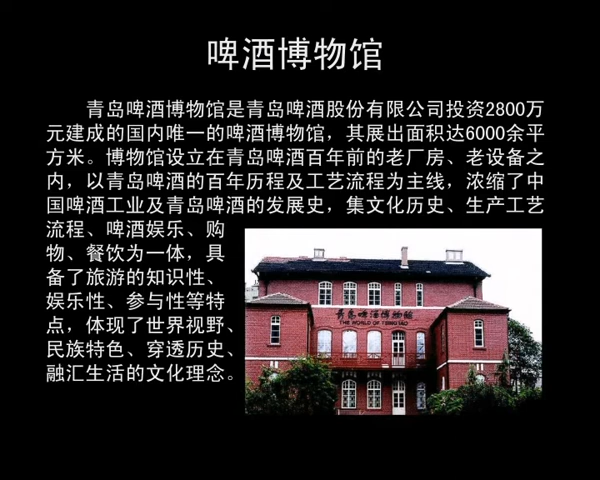 啤酒博物馆
青岛啤酒博物馆是青岛啤酒股份有限公司投资2800万
元建成的国内唯一的啤酒博物馆，其展出面积达6000余平
方米。博物馆设立在青岛啤酒百年前的老厂房、老设备之
内，以青岛啤酒的百年历程及工艺流程为主线，浓缩了中
国啤酒工业及青岛啤酒的发展史，集文化历史、生产工艺
流程、啤酒娱乐、购
物、餐饮为一体，具
备了旅游的知识性、
娱乐性、参与性等特
点，体现了世界视野、
民族特色、穿透历史、
融汇生活的文化理念。
青岛啤酒博物馆
THE WORLD OF TSINGTAO